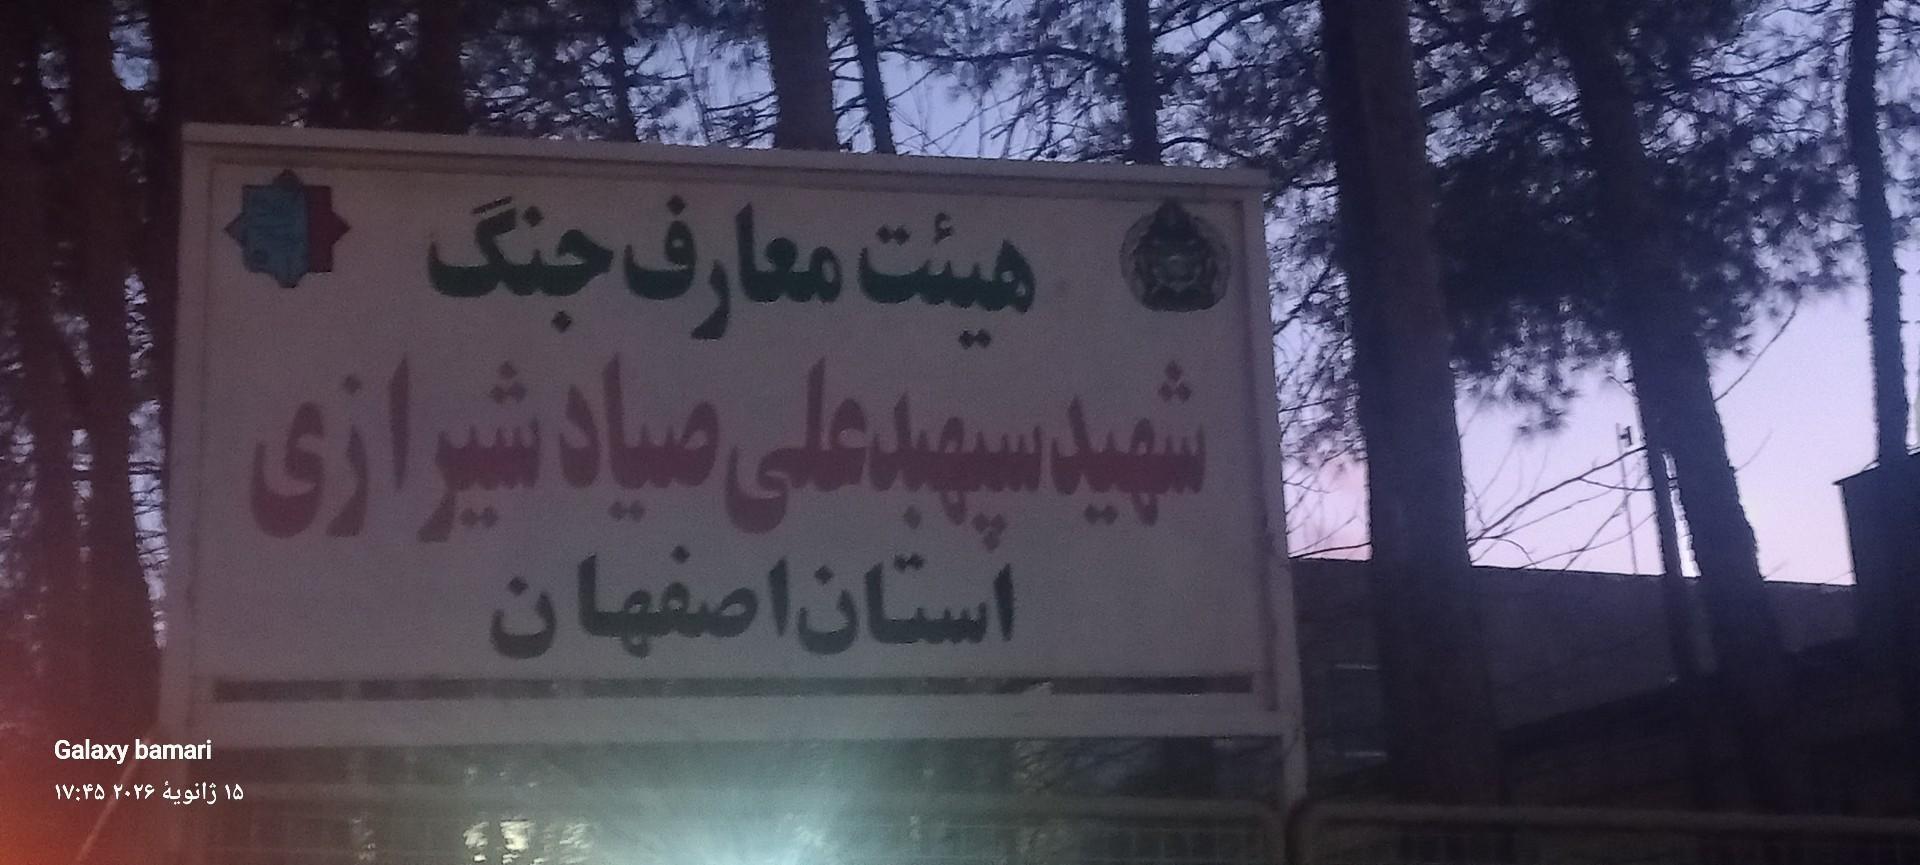 هیئت معارف جنگ
شهید سپهبد علی صیاد شیرازی
استان اصفهان
Galaxy bamari
۱۵ ژانویهٔ ۲۰۲۶ ۱۷:۴۵